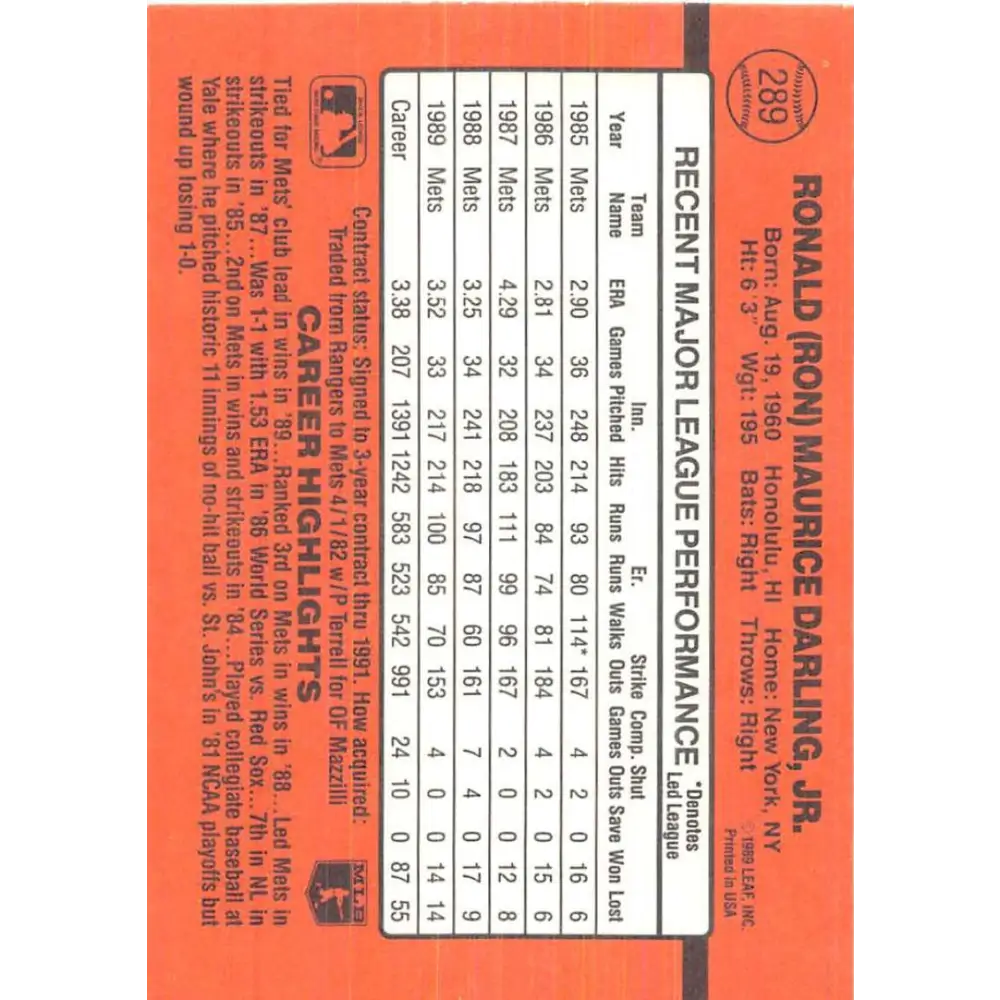 289
RONALD (RON) MAURICE DARLING, JR.
Born: Aug. 19, 1960 Honolulu, HI Home: New York, NY
Ht: 6'3" Wgt: 195 Bats: Right Throws: Right
© 1989 LEAF, INC.
Printed in USA
RECENT MAJOR LEAGUE PERFORMANCE *Denotes
Led League
Team Inn. Er. Strike Comp. Shut
Year Name ERA Games Pitched Hits Runs Runs Walks Outs Games Outs Save Won Lost
1985 Mets 2.90 36 248 214 93 80 114* 167 4 2 0 16 6
1986 Mets 2.81 34 237 203 84 74 81 184 4 2 0 15 6
1987 Mets 4.29 32 208 183 111 99 96 167 2 0 0 12 8
1988 Mets 3.25 34 241 218 97 87 60 161 7 4 0 17 9
1989 Mets 3.52 33 217 214 100 85 70 153 4 0 0 14 14
Career 3.38 207 1391 1242 583 523 542 991 24 10 0 87 55
Contract status: Signed to 3-year contract thru 1991. How acquired:
Traded from Rangers to Mets 4/1/82 w/P Terrell for OF Mazzilli
MLB
CAREER HIGHLIGHTS
Tied for Mets' club lead in wins in '89...Ranked 3rd on Mets in wins in '88...Led Mets in
strikeouts in '87...Was 1-1 with 1.53 ERA in '86 World Series vs. Red Sox...7th in NL in
strikeouts in '85...2nd on Mets in wins and strikeouts in '84...Played collegiate baseball at
Yale where he pitched historic 11 innings of no-hit ball vs. St. John's in '81 NCAA playoffs but
wound up losing 1-0.